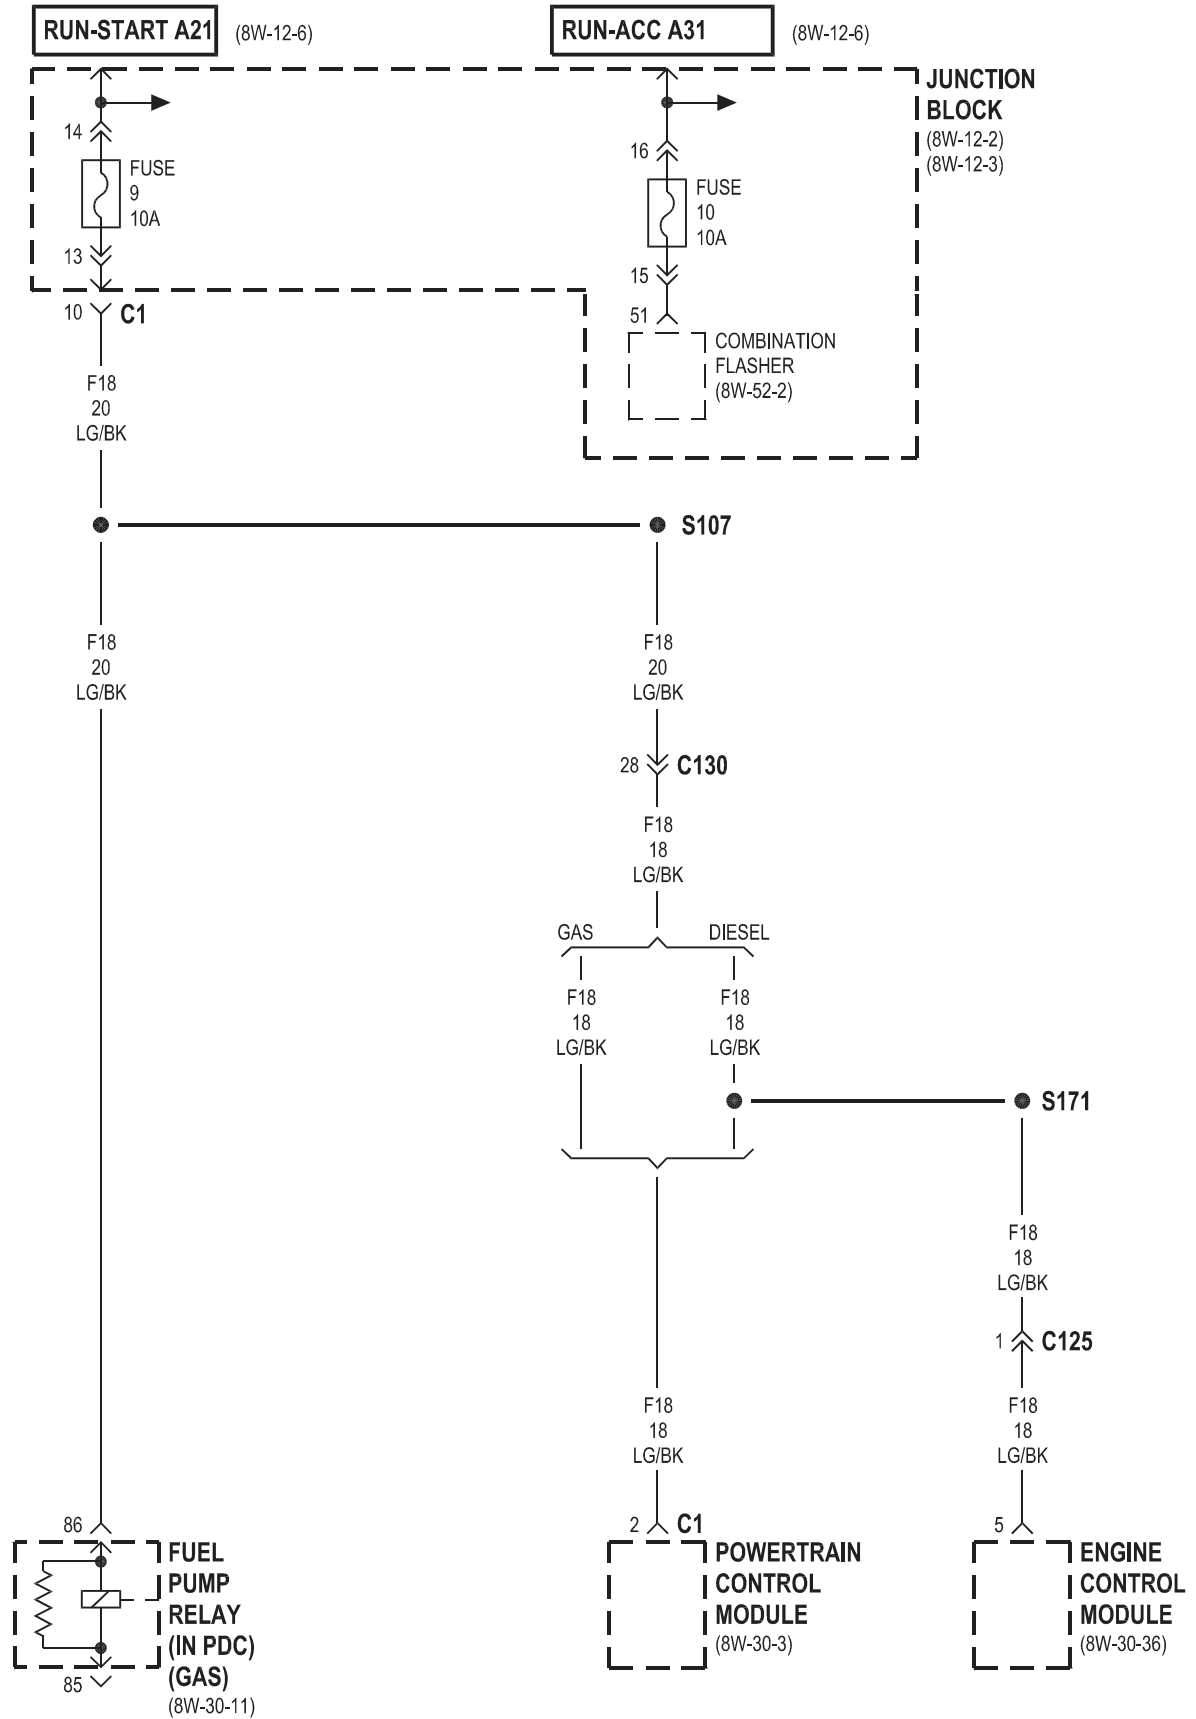 RUN-START A21
(8W-12-6)
RUN-ACC A31
(8W-12-6)
JUNCTION
BLOCK
(8W-12-2)
(8W-12-3)
14
FUSE
9
10A
13
16
FUSE
10
10A
15
10
C1
51
COMBINATION
FLASHER
(8W-52-2)
F18
20
LG/BK
S107
F18
20
LG/BK
F18
20
LG/BK
28
C130
F18
18
LG/BK
GAS
DIESEL
F18
18
LG/BK
F18
18
LG/BK
S171
F18
18
LG/BK
1
C125
F18
18
LG/BK
F18
18
LG/BK
86
FUEL
PUMP
RELAY
(IN PDC)
(GAS)
(8W-30-11)
85
2
C1
POWERTRAIN
CONTROL
MODULE
(8W-30-3)
5
ENGINE
CONTROL
MODULE
(8W-30-36)